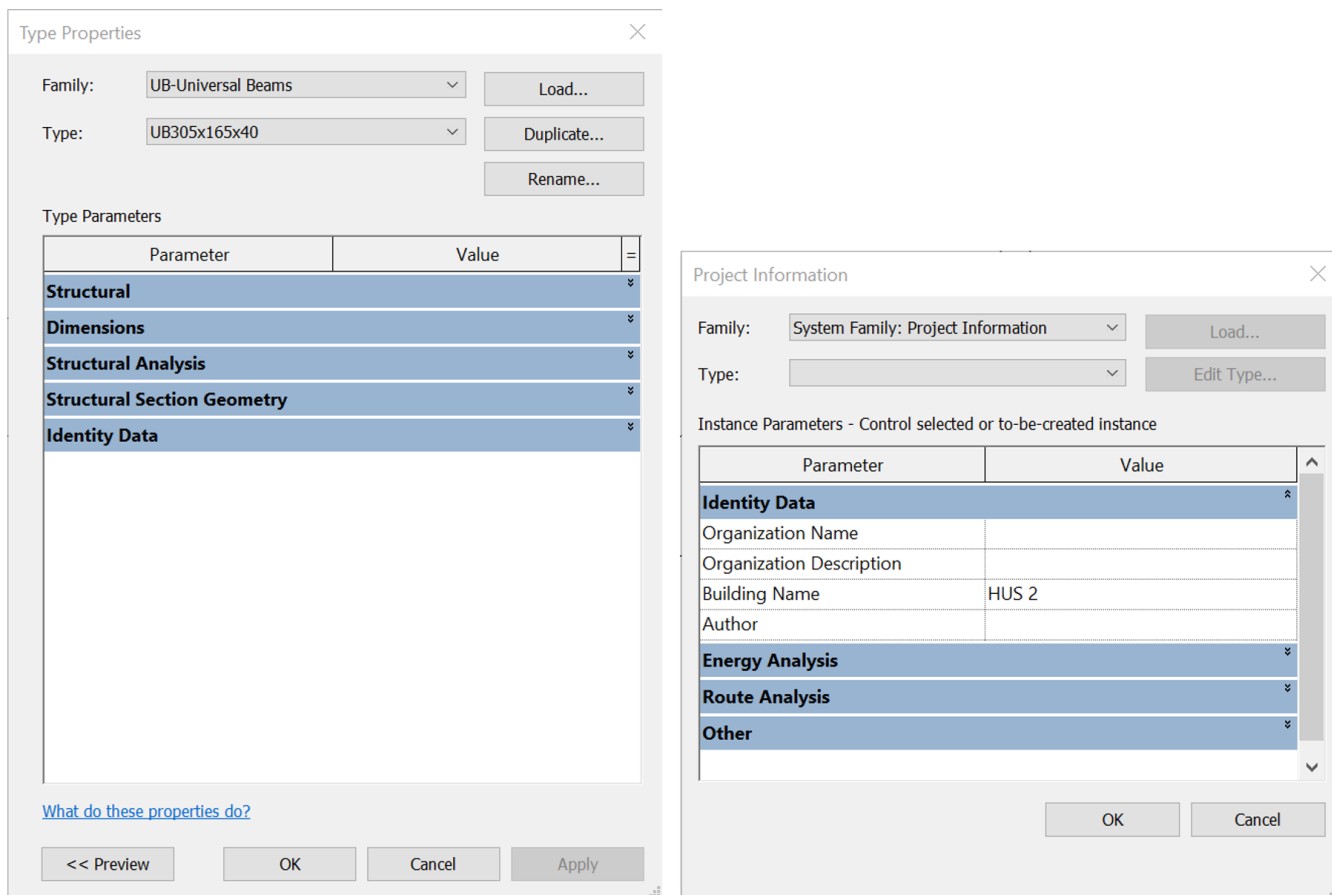 Type Properties
Family: UB-Universal Beams Load...
Type: UB305x165x40 Duplicate...
Rename...
Type Parameters
Parameter Value =
Structural
Dimensions
Structural Analysis
Structural Section Geometry
Identity Data
What do these properties do?
<< Preview OK Cancel Apply
Project Information
Family: System Family: Project Information Load...
Type: Edit Type...
Instance Parameters - Control selected or to-be-created instance
Parameter Value
Identity Data
Organization Name
Organization Description
Building Name HUS 2
Author
Energy Analysis
Route Analysis
Other
OK Cancel